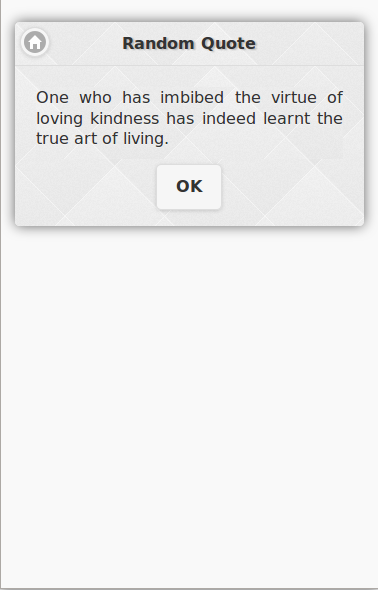 Random Quote
One who has imbibed the virtue of
loving kindness has indeed learnt the
true art of living.
OK